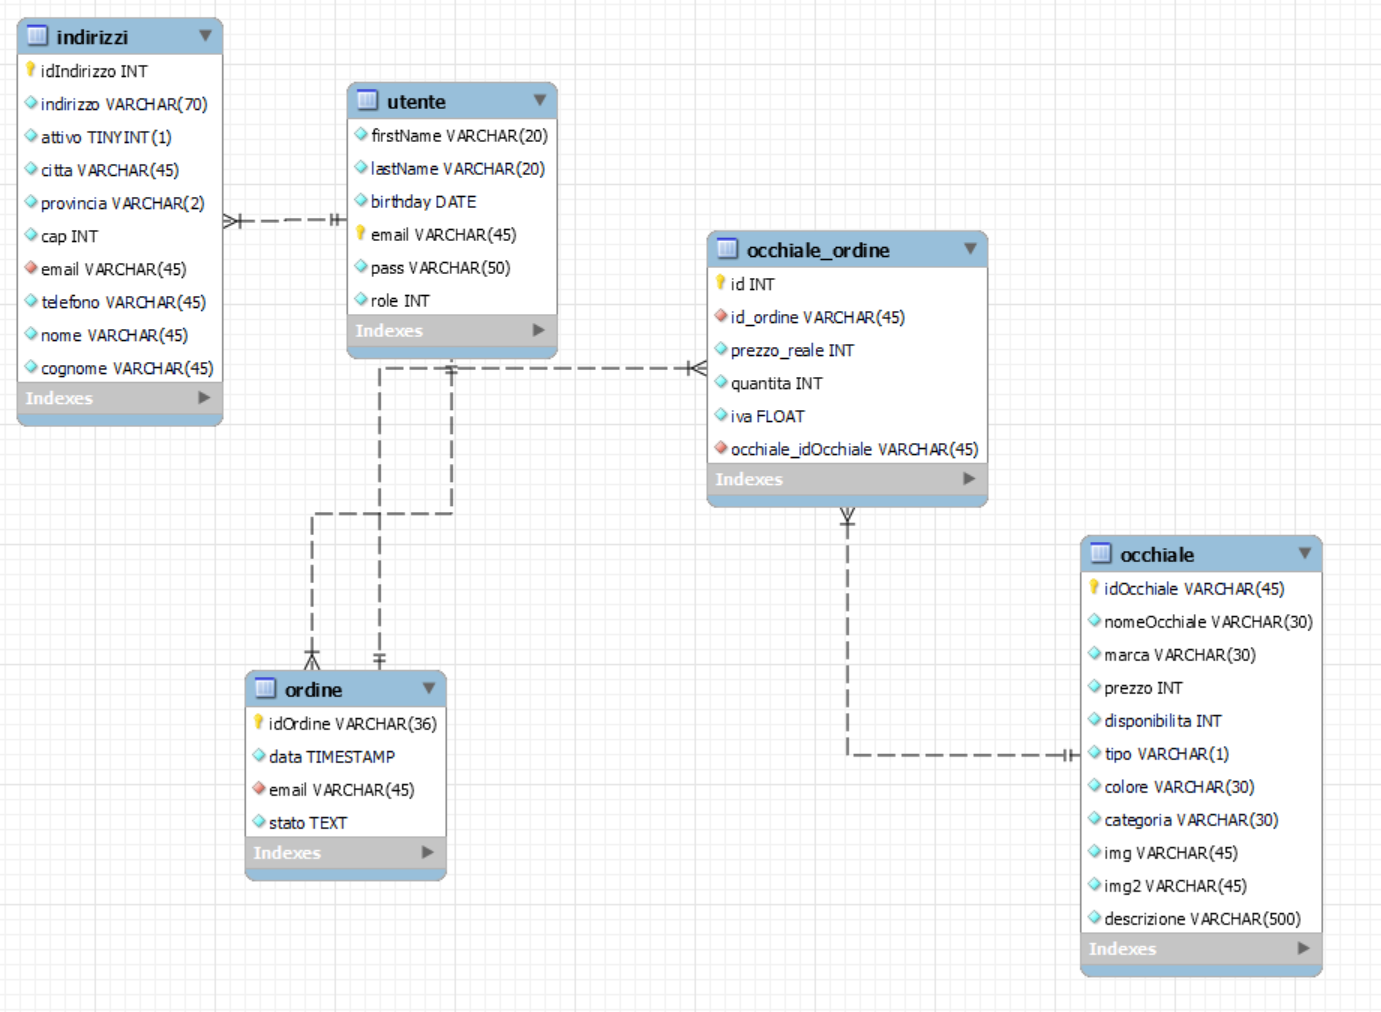 indirizzi
idIndirizzo INT
indirizzo VARCHAR(70)
attivo TINYINT(1)
citta VARCHAR(45)
provincia VARCHAR(2)
cap INT
email VARCHAR(45)
telefono VARCHAR(45)
nome VARCHAR(45)
cognome VARCHAR(45)
Indexes
utente
firstName VARCHAR(20)
lastName VARCHAR(20)
birthday DATE
email VARCHAR(45)
pass VARCHAR(50)
role INT
Indexes
occhiale_ordine
id INT
id_ordine VARCHAR(45)
prezzo_reale INT
quantita INT
iva FLOAT
occhiale_idOcchiale VARCHAR(45)
Indexes
ordine
idOrdine VARCHAR(36)
data TIMESTAMP
email VARCHAR(45)
stato TEXT
Indexes
occhiale
idOcchiale VARCHAR(45)
nomeOcchiale VARCHAR(30)
marca VARCHAR(30)
prezzo INT
disponibilita INT
tipo VARCHAR(1)
colore VARCHAR(30)
categoria VARCHAR(30)
img VARCHAR(45)
img2 VARCHAR(45)
descrizione VARCHAR(500)
Indexes